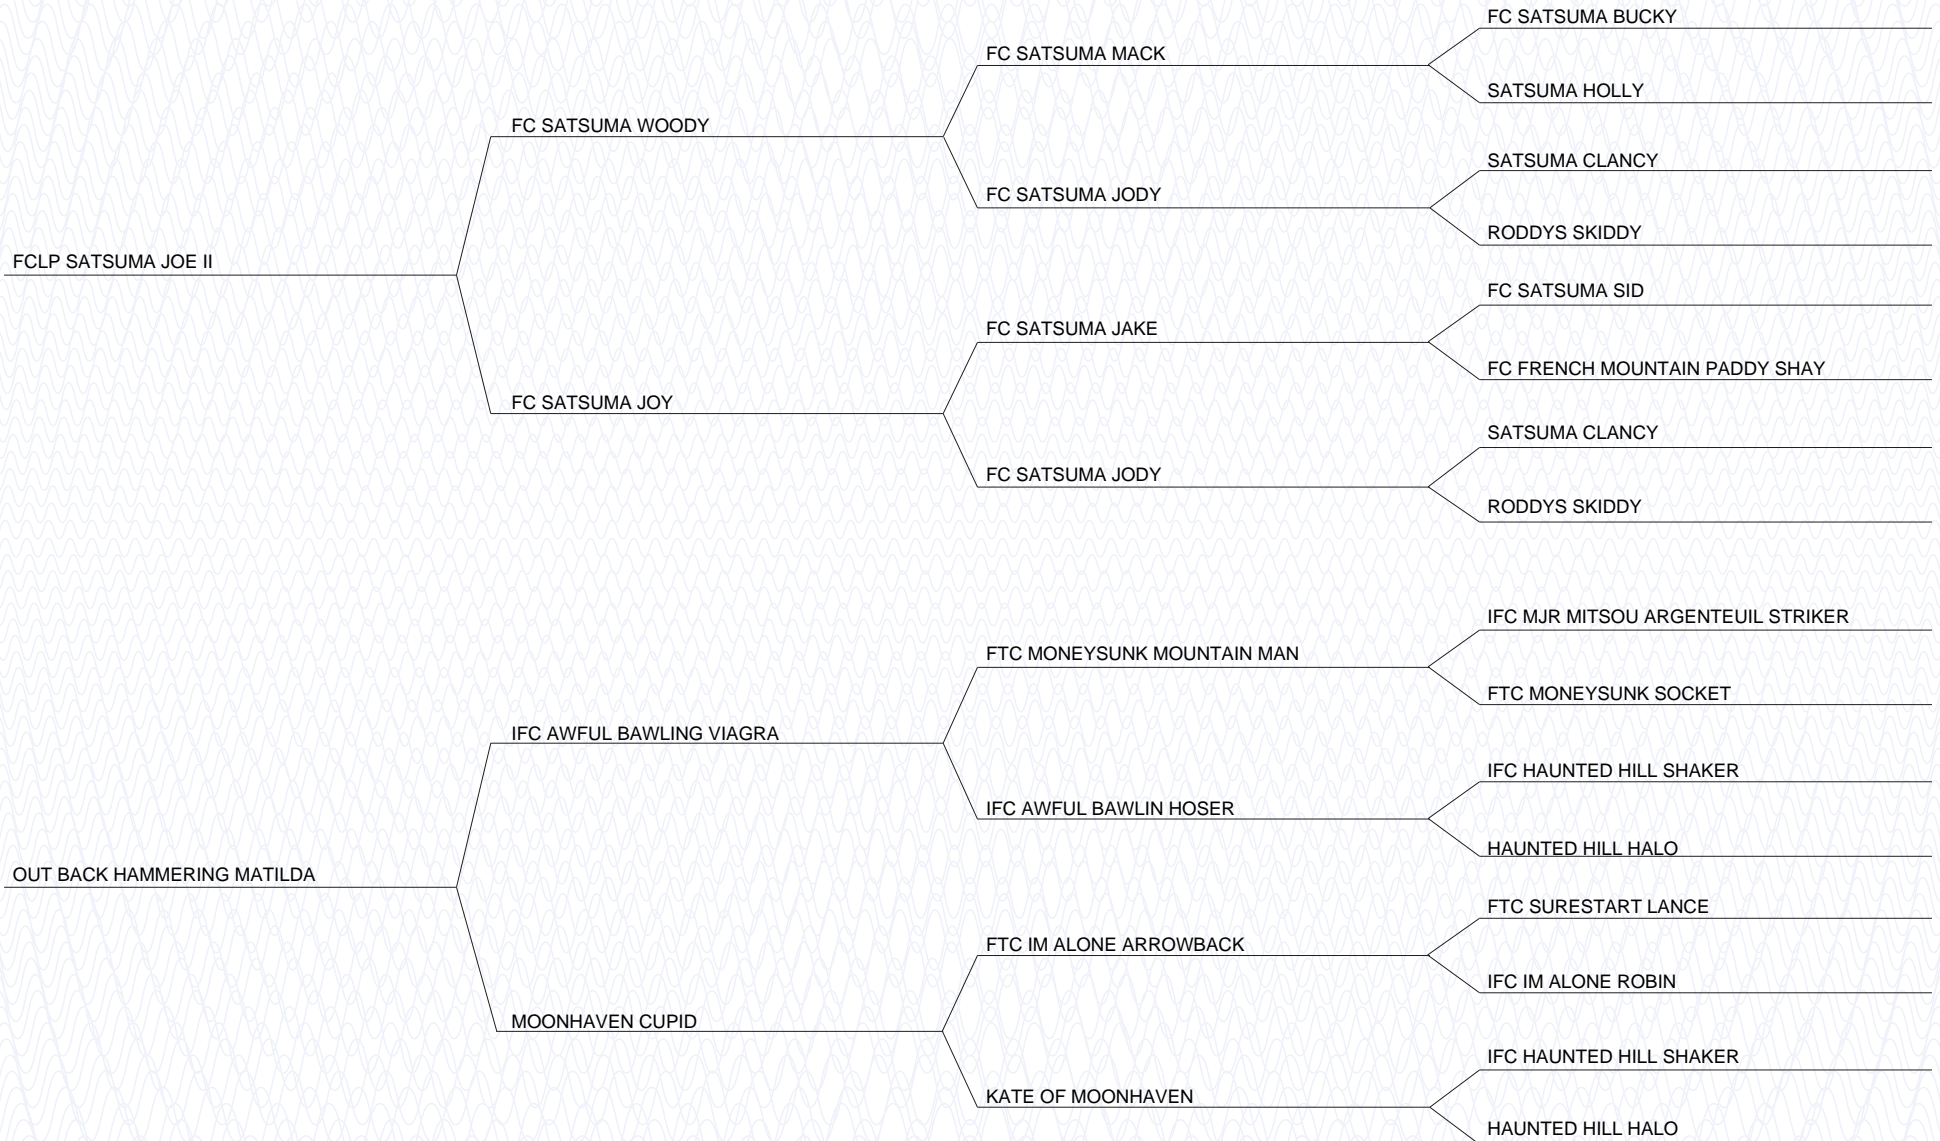 FC SATSUMA BUCKY
FC SATSUMA MACK
SATSUMA HOLLY
FC SATSUMA WOODY
SATSUMA CLANCY
FC SATSUMA JODY
RODDYS SKIDDY
FCLP SATSUMA JOE II
FC SATSUMA SID
FC SATSUMA JAKE
FC FRENCH MOUNTAIN PADDY SHAY
FC SATSUMA JOY
SATSUMA CLANCY
FC SATSUMA JODY
RODDYS SKIDDY
IFC MJR MITSOU ARGENTEUIL STRIKER
FTC MONEYSUNK MOUNTAIN MAN
FTC MONEYSUNK SOCKET
IFC AWFUL BAWLING VIAGRA
IFC HAUNTED HILL SHAKER
IFC AWFUL BAWLIN HOSER
HAUNTED HILL HALO
OUT BACK HAMMERING MATILDA
FTC SURESTART LANCE
FTC IM ALONE ARROWBACK
IFC IM ALONE ROBIN
MOONHAVEN CUPID
IFC HAUNTED HILL SHAKER
KATE OF MOONHAVEN
HAUNTED HILL HALO